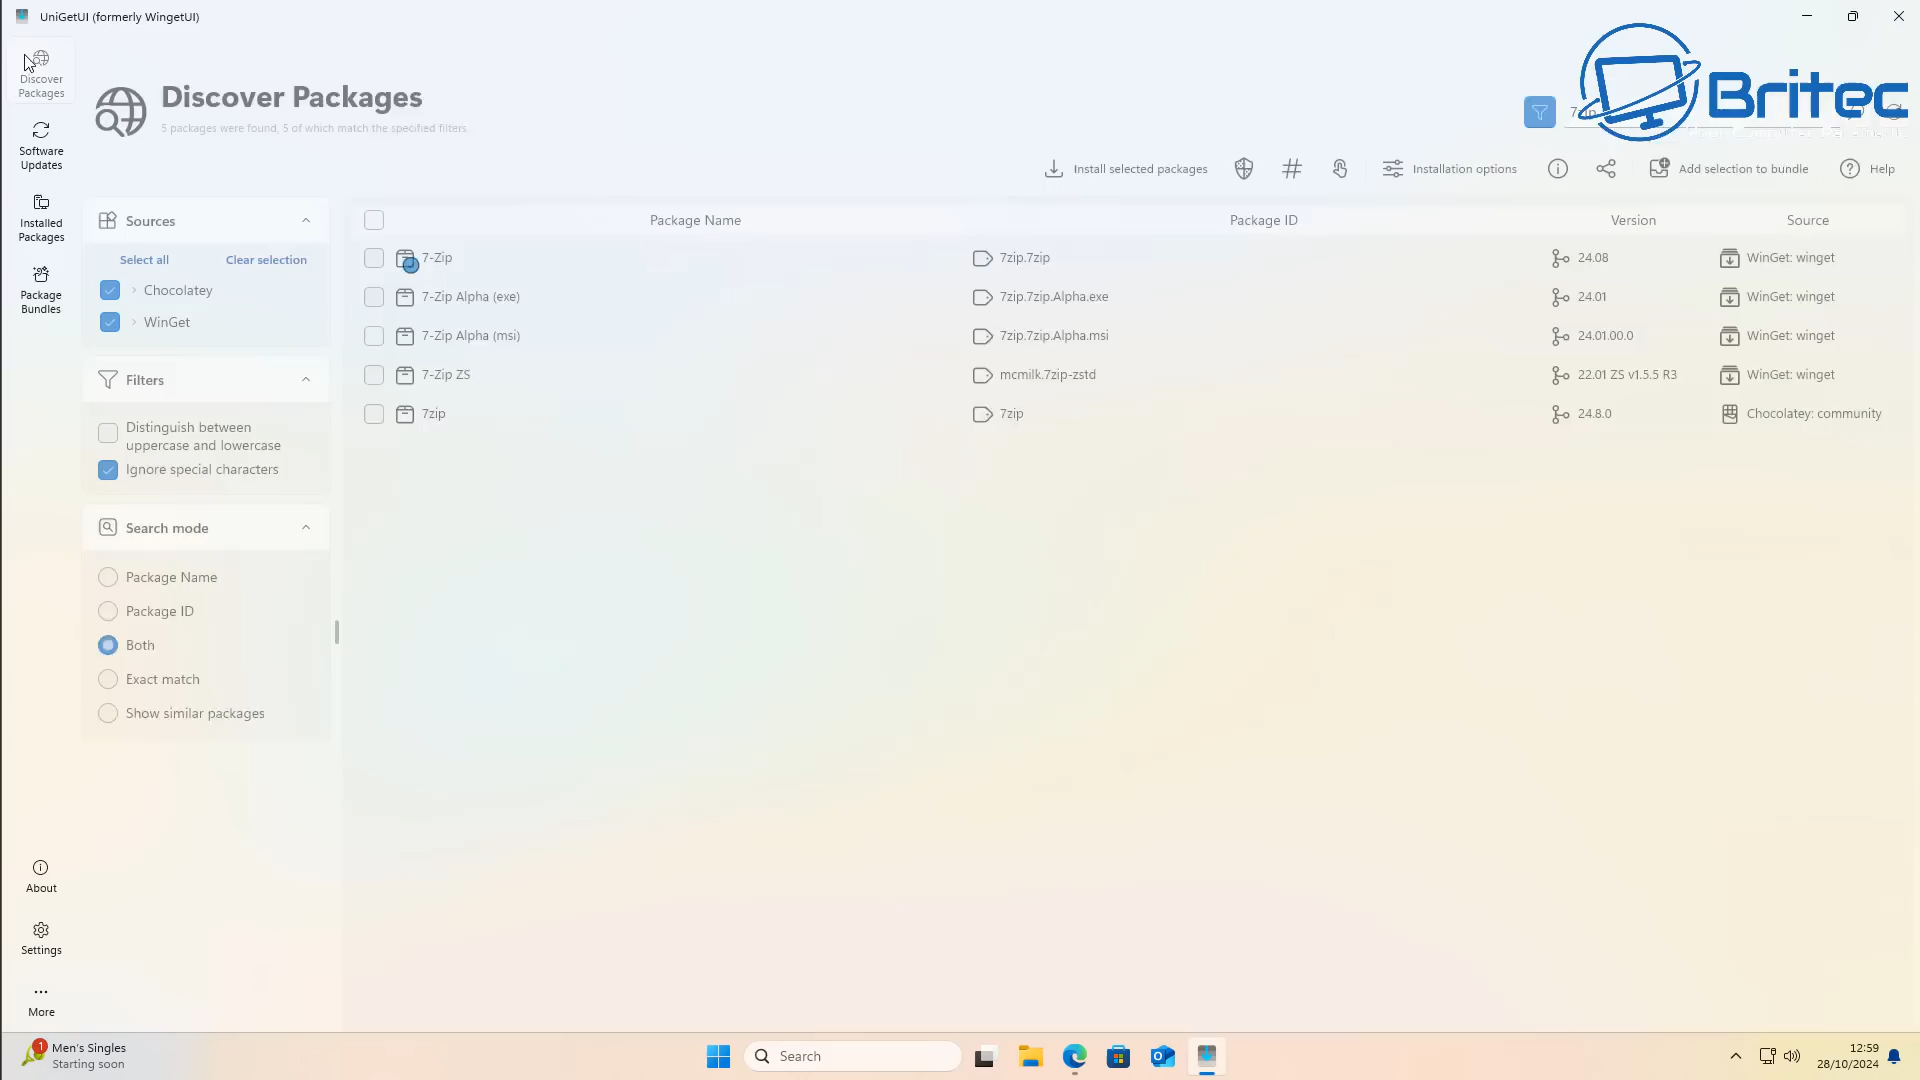 UniGetUI (formerly WingetUI)
Discover
Packages
Software
Updates
Installed
Packages
Package
Bundles
About
Settings
More
Discover Packages
5 packages were found, 5 of which match the specified filters.
Britec
Install selected packages
Installation options
Add selection to bundle
Help
Sources
Select all Clear selection
Chocolatey
WinGet
Filters
Distinguish between
uppercase and lowercase
Ignore special characters
Search mode
Package Name
Package ID
Both
Exact match
Show similar packages
Package Name Package ID Version Source
7-Zip 7zip.7zip 24.08 WinGet: winget
7-Zip Alpha (exe) 7zip.7zip.Alpha.exe 24.01 WinGet: winget
7-Zip Alpha (msi) 7zip.7zip.Alpha.msi 24.01.00.0 WinGet: winget
7-Zip ZS mcmilk.7zip-zstd 22.01 ZS v1.5.5 R3 WinGet: winget
7zip 7zip 24.8.0 Chocolatey: community
1
Men's Singles
Starting soon
Search
12:59
28/10/2024